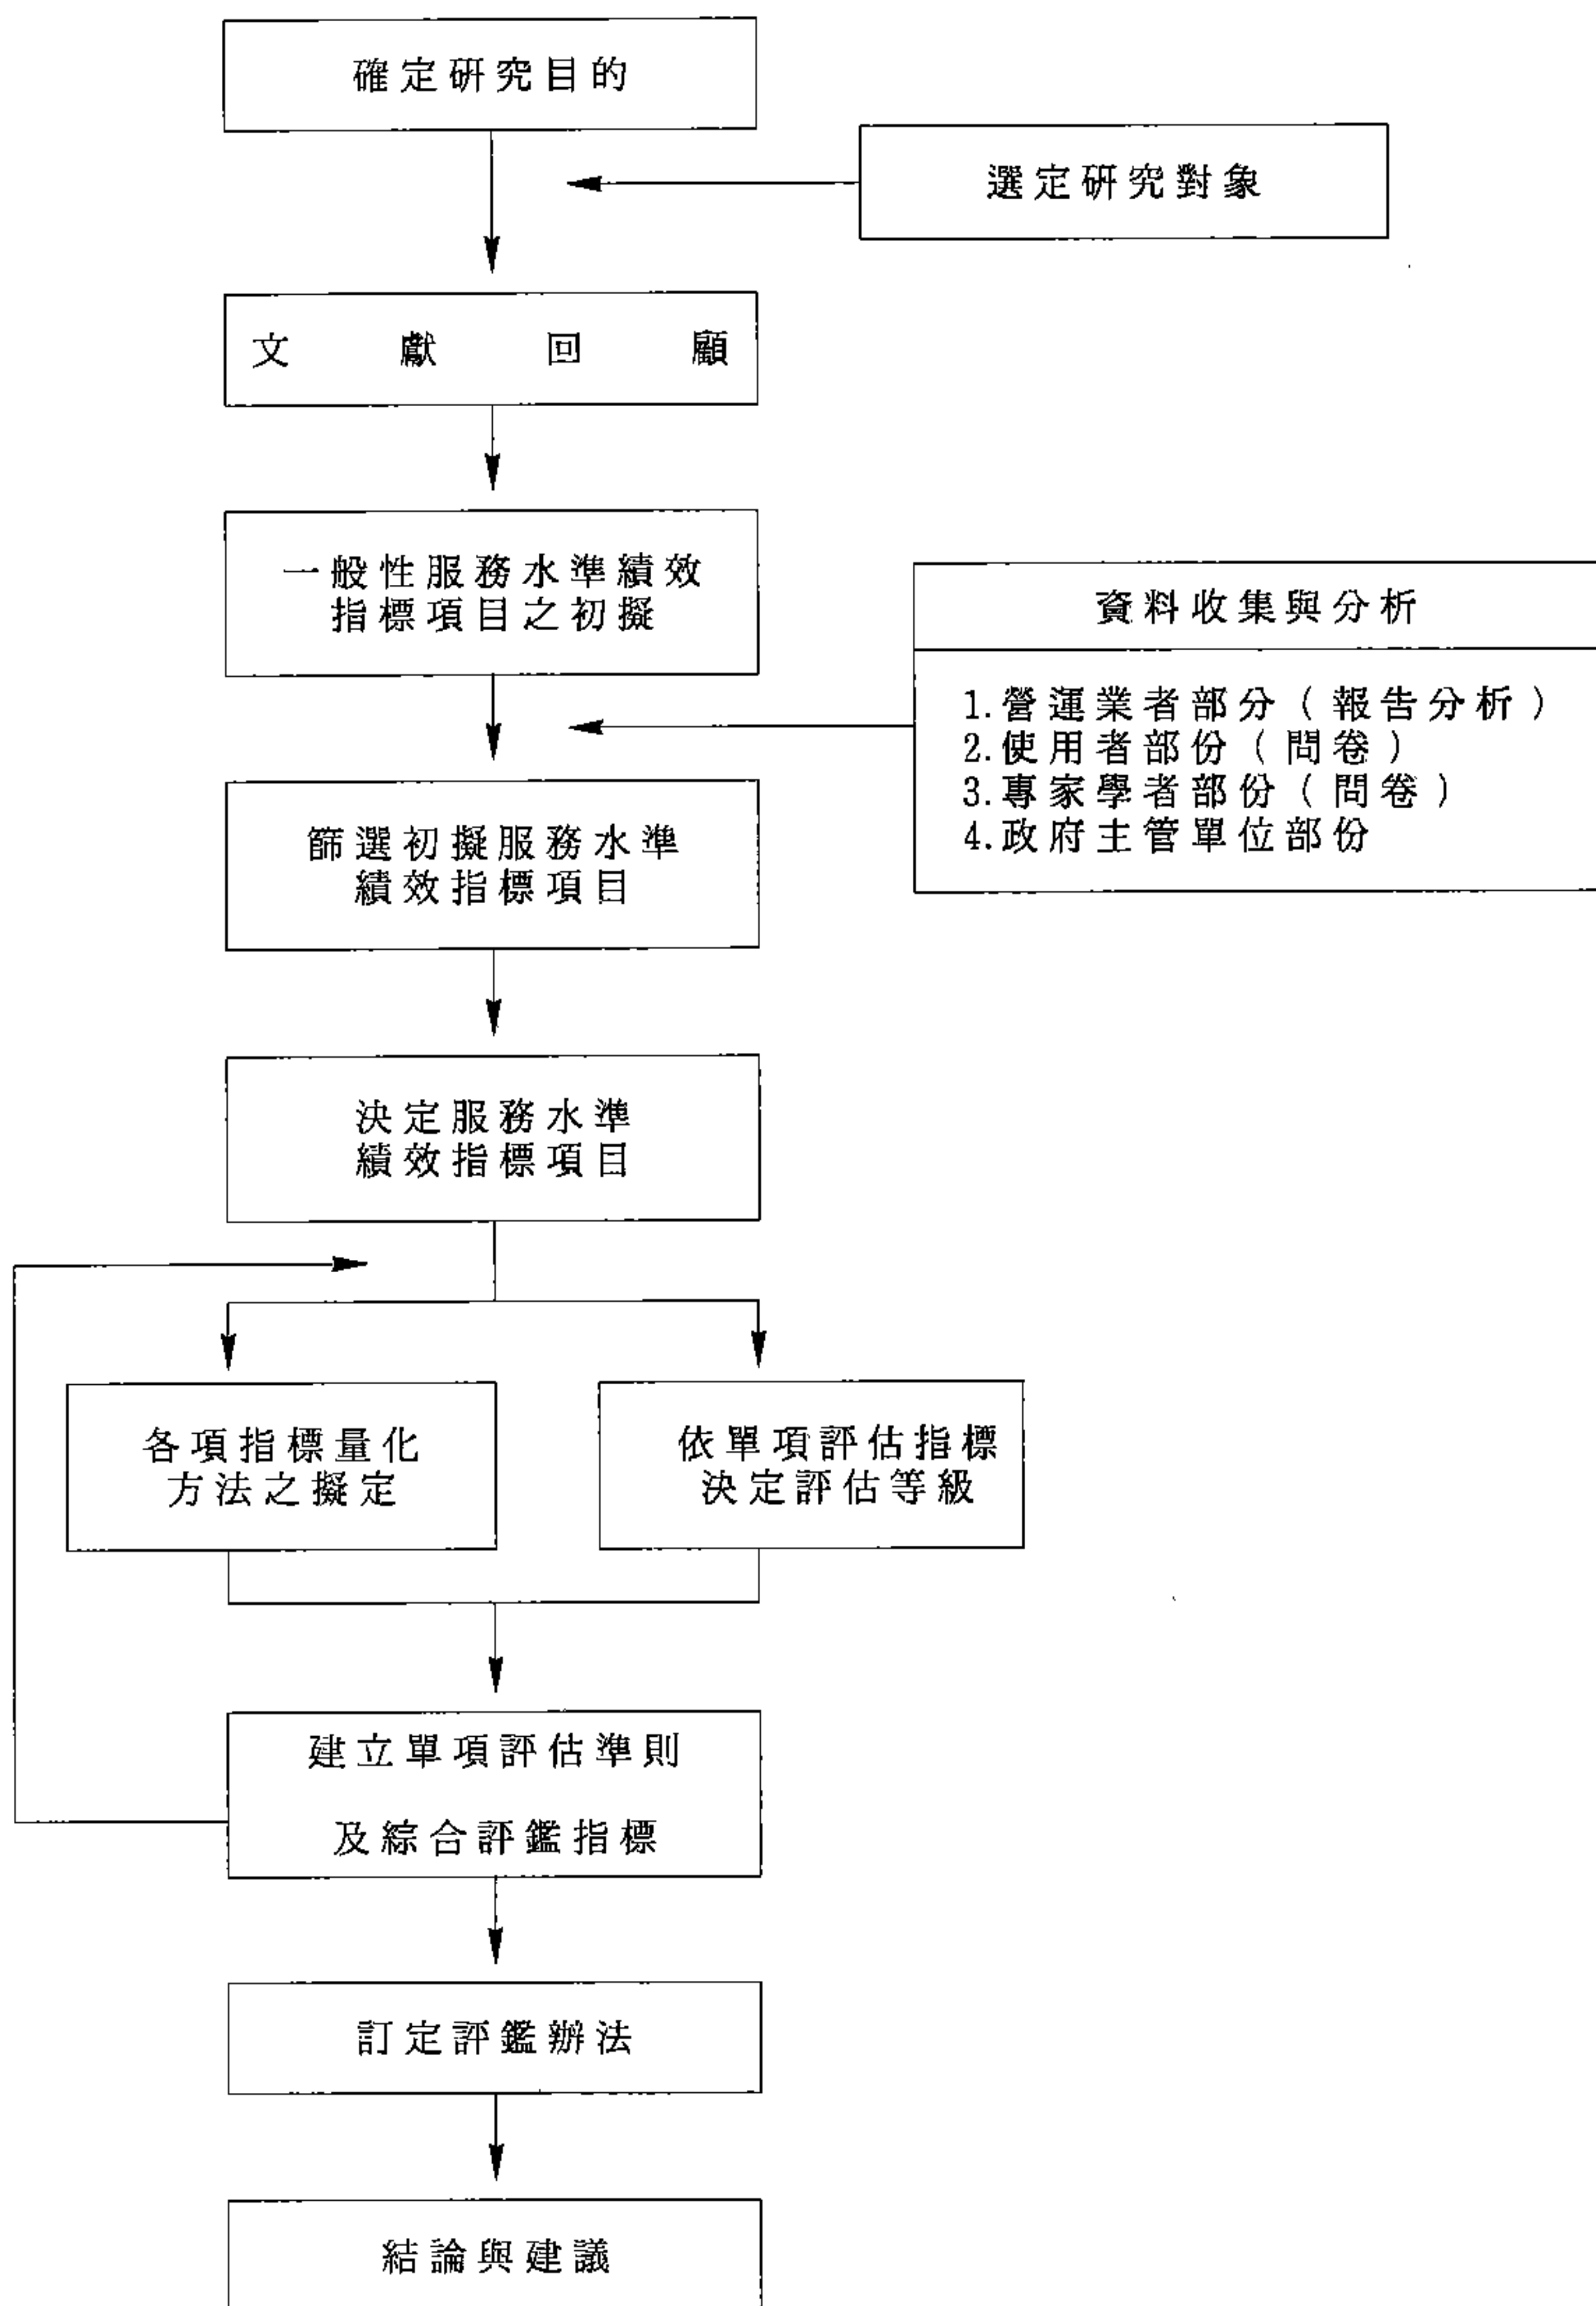 確定研究目的
選定研究對象
文獻回顧
一般性服務水準績效
指標項目之初擬
資料收集與分析
1.營運業者部分(報告分析)
2.使用者部份(問卷)
3.專家學者部份(問卷)
4.政府主管單位部份
篩選初擬服務水準
績效指標項目
決定服務水準
績效指標項目
各項指標量化
方法之擬定
依單項評估指標
決定評估等級
建立單項評估準則
及綜合評鑑指標
訂定評鑑辦法
結論與建議